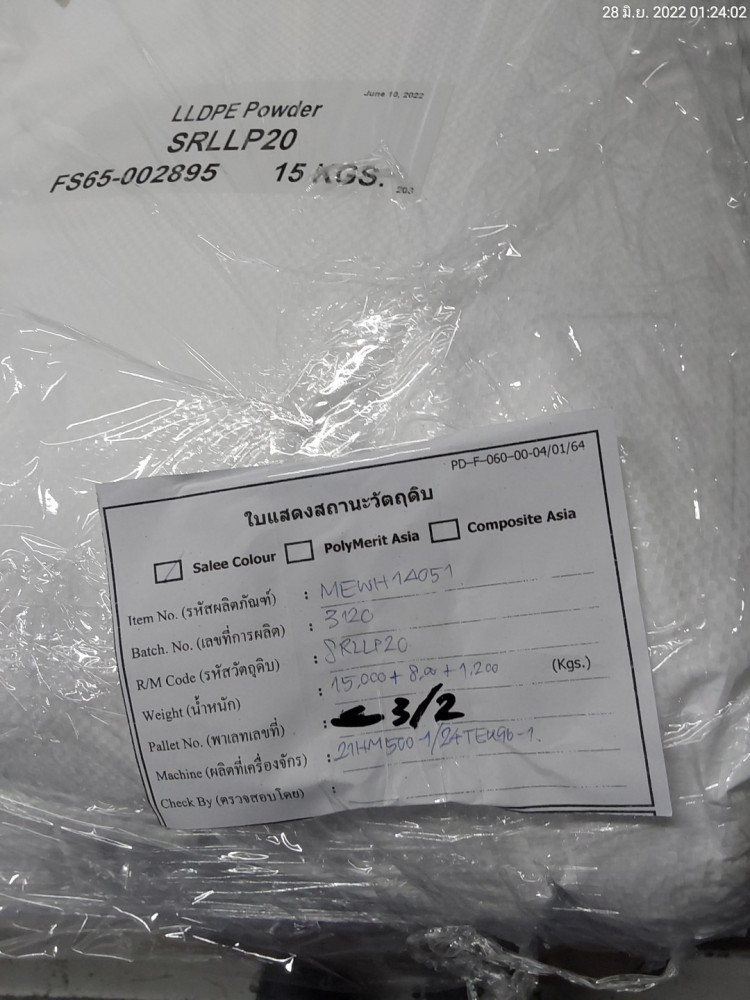 28 มิ.ย. 2022 01:24:02
June 10, 2022
LLDPE Powder
SRLLP20
FS65-002895 15 KGS.
20.1
PD-F-060-00-04/01/64
ใบแสดงสถานะวัตถุดิบ
Salee Colour PolyMerit Asia Composite Asia
Item No. (รหัสผลิตภัณฑ์) : MEWH14051
Batch. No. (เลขที่การผลิต) : 3120
R/M Code (รหัสวัตถุดิบ) : SRLLP20
Weight (น้ำหนัก) : 15.000 + 8.00 + 1.200 (Kgs.)
Pallet No. (พาเลทเลขที่) : 3/2
Machine (ผลิตที่เครื่องจักร) : 21HM500-1/24TEM96-1.
Check By (ตรวจสอบโดย) :